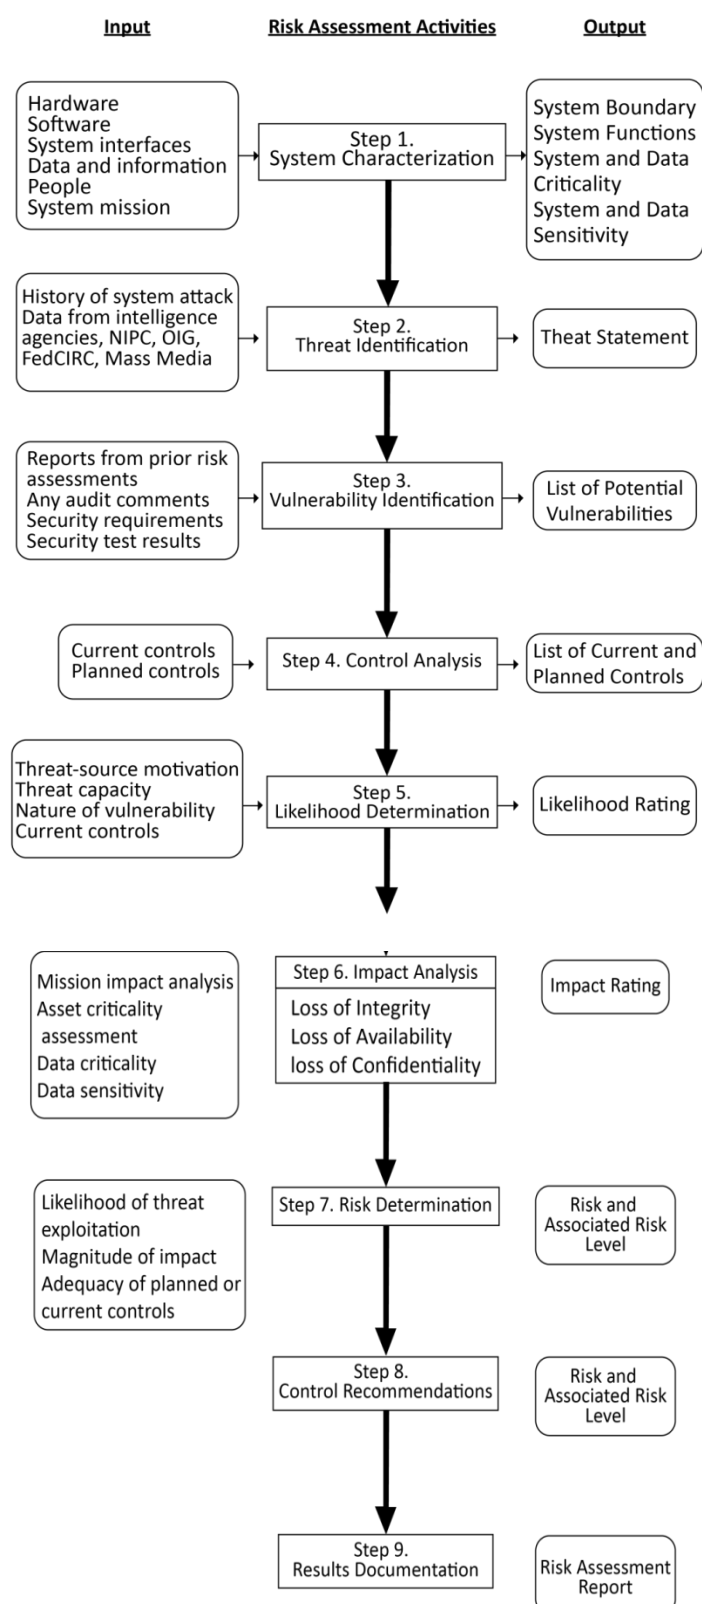 Input
Risk Assessment Activities
Output
Hardware
Software
System interfaces
Data and information
People
System mission
Step 1.
System Characterization
System Boundary
System Functions
System and Data
Criticality
System and Data
Sensitivity
History of system attack
Data from intelligence
agencies, NIPC, OIG,
FedCIRC, Mass Media
Step 2.
Threat Identification
Theat Statement
Reports from prior risk
assessments
Any audit comments
Security requirements
Security test results
Step 3.
Vulnerability Identification
List of Potential
Vulnerabilities
Current controls
Planned controls
Step 4. Control Analysis
List of Current and
Planned Controls
Threat-source motivation
Threat capacity
Nature of vulnerability
Current controls
Step 5.
Likelihood Determination
Likelihood Rating
Mission impact analysis
Asset criticality
assessment
Data criticality
Data sensitivity
Step 6. Impact Analysis
Loss of Integrity
Loss of Availability
loss of Confidentiality
Impact Rating
Likelihood of threat
exploitation
Magnitude of impact
Adequacy of planned or
current controls
Step 7. Risk Determination
Risk and
Associated Risk
Level
Step 8.
Control Recommendations
Risk and
Associated Risk
Level
Step 9.
Results Documentation
Risk Assessment
Report